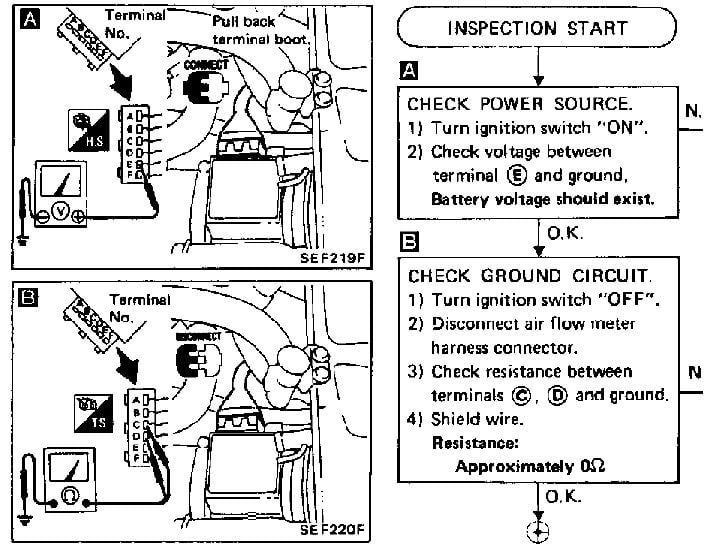 A
Terminal
No.
Pull back
terminal boot.
CONNECT
A
B
C
D
E
F
H.S
V
SEF219F
B
Terminal
No.
DISCONNECT
A
B
C
D
E
F
T.S
Ω
SEF220F
INSPECTION START
A
CHECK POWER SOURCE.
1) Turn ignition switch "ON".
2) Check voltage between
terminal Ⓔ and ground,
Battery voltage should exist.
N.
O.K.
B
CHECK GROUND CIRCUIT.
1) Turn ignition switch "OFF".
2) Disconnect air flow meter
harness connector.
3) Check resistance between
terminals Ⓒ, Ⓓ and ground.
4) Shield wire.
Resistance:
Approximately 0Ω
N
O.K.